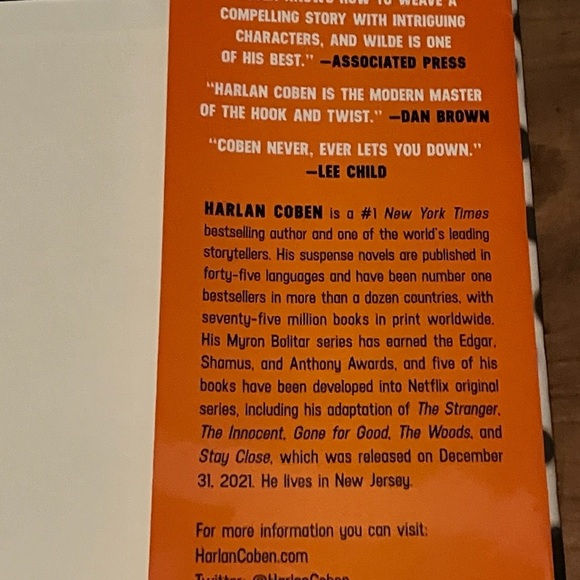 KNOWS HOW TO WEAVE A
COMPELLING STORY WITH INTRIGUING
CHARACTERS, AND WILDE IS ONE
OF HIS BEST." —ASSOCIATED PRESS
"HARLAN COBEN IS THE MODERN MASTER
OF THE HOOK AND TWIST." —DAN BROWN
"COBEN NEVER, EVER LETS YOU DOWN."
—LEE CHILD
HARLAN COBEN is a #1 New York Times
bestselling author and one of the world's leading
storytellers. His suspense novels are published in
forty-five languages and have been number one
bestsellers in more than a dozen countries, with
seventy-five million books in print worldwide.
His Myron Bolitar series has earned the Edgar,
Shamus, and Anthony Awards, and five of his
books have been developed into Netflix original
series, including his adaptation of The Stranger,
The Innocent, Gone for Good, The Woods, and
Stay Close, which was released on December
31, 2021. He lives in New Jersey.
For more information you can visit:
HarlanCoben.com
Twitter: @HarlanCoben